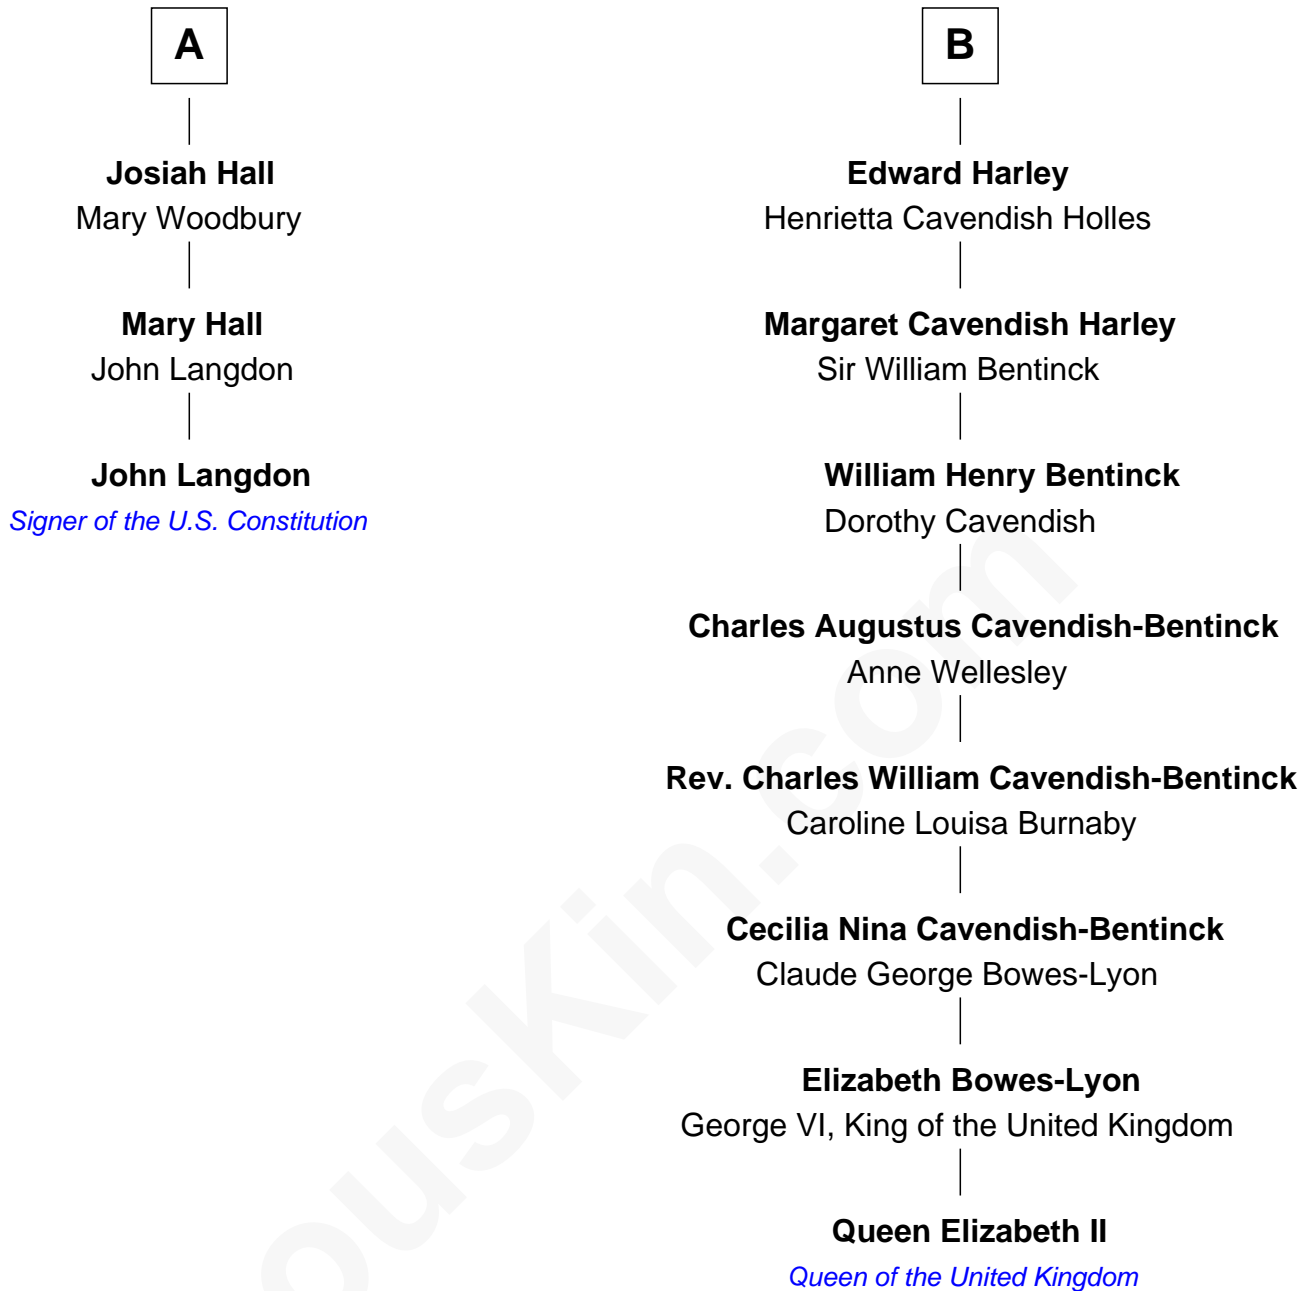 A
Josiah Hall
Mary Woodbury
Mary Hall
John Langdon
John Langdon
Signer of the U.S. Constitution
B
Edward Harley
Henrietta Cavendish Holles
Margaret Cavendish Harley
Sir William Bentinck
William Henry Bentinck
Dorothy Cavendish
Charles Augustus Cavendish-Bentinck
Anne Wellesley
Rev. Charles William Cavendish-Bentinck
Caroline Louisa Burnaby
Cecilia Nina Cavendish-Bentinck
Claude George Bowes-Lyon
Elizabeth Bowes-Lyon
George VI, King of the United Kingdom
Queen Elizabeth II
Queen of the United Kingdom
ousKin.com